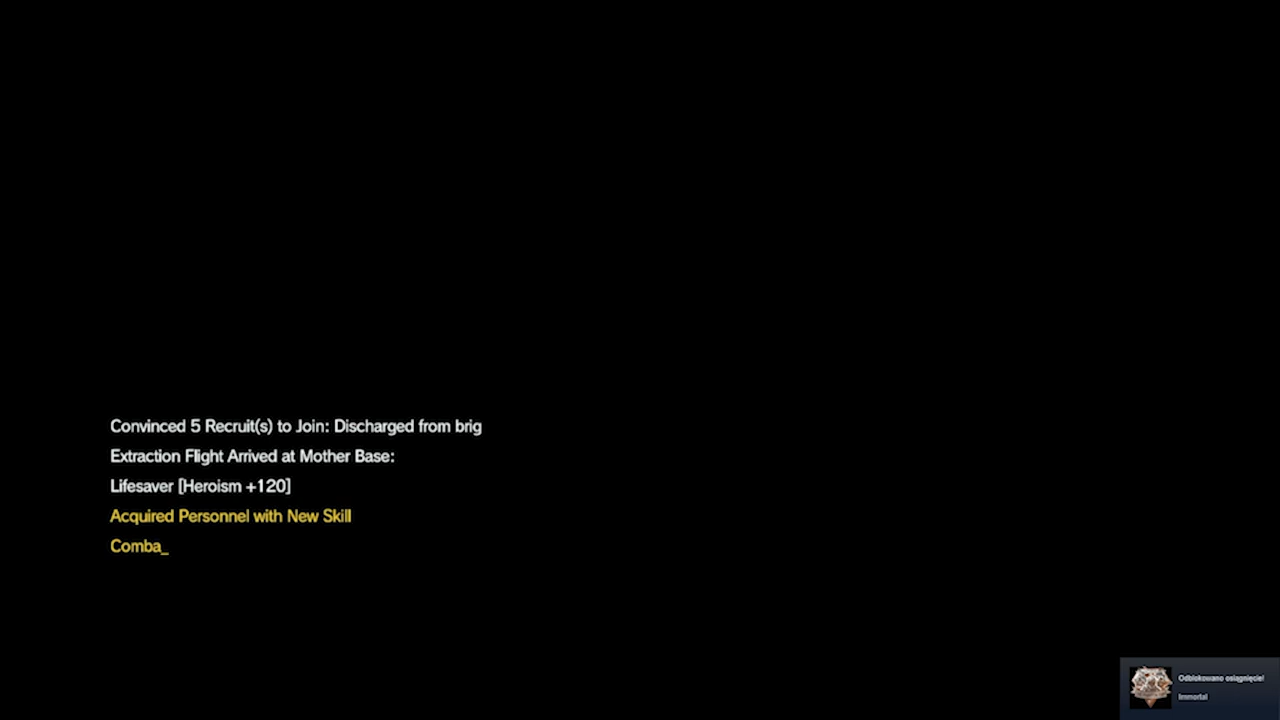 Convinced 5 Recruit(s) to Join: Discharged from brig
Extraction Flight Arrived at Mother Base:
Lifesaver [Heroism +120]
Acquired Personnel with New Skill
Comba_
Odblokowano osiągnięcie!
Immortal